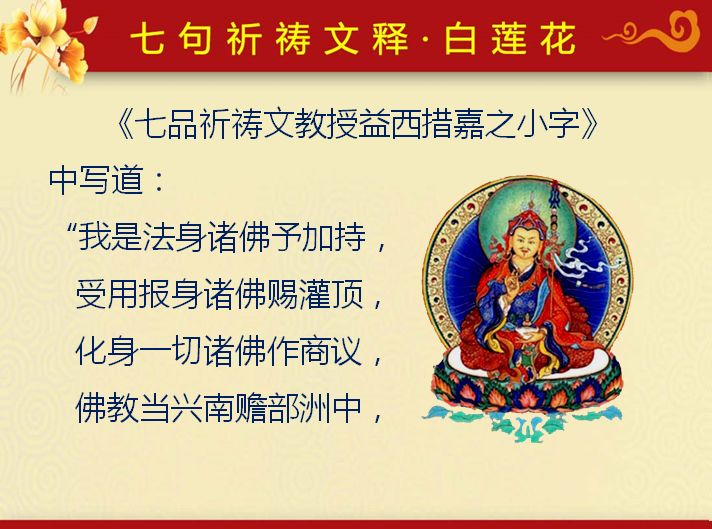 七句祈祷文释·白莲花
《七品祈祷文教授益西措嘉之小字》
中写道：
“我是法身诸佛予加持，
受用报身诸佛赐灌顶，
化身一切诸佛作商议，
佛教当兴南赡部洲中，